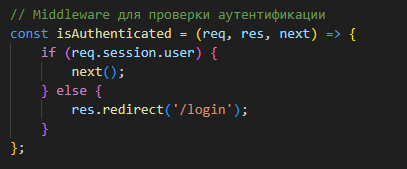 // Middleware для проверки аутентификации
const isAuthenticated = (req, res, next) => {
    if (req.session.user) {
        next();
    } else {
        res.redirect('/login');
    }
};